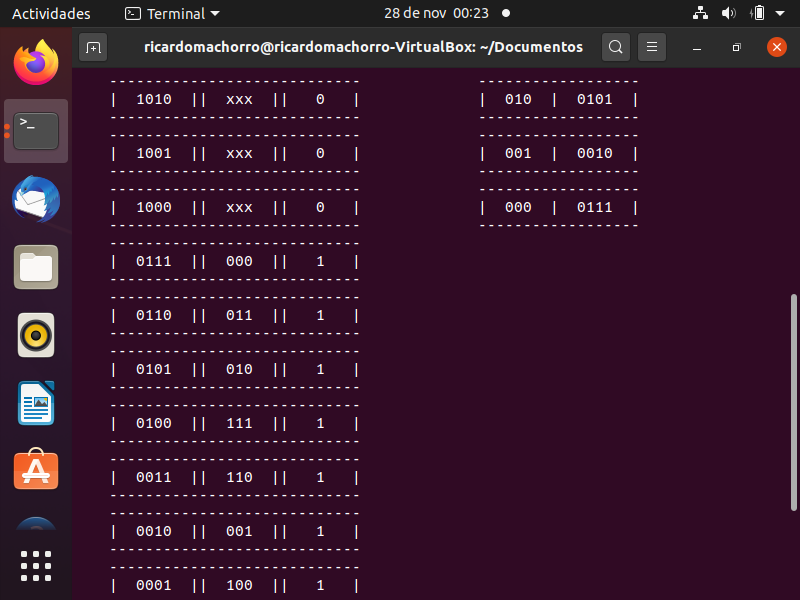 Actividades Terminal 28 de nov 00:23
ricardomachorro@ricardomachorro-VirtualBox: ~/Documentos
---------------------------- ------------------
| 1010 || xxx || 0 | | 010 | 0101 |
---------------------------- ------------------
---------------------------- ------------------
| 1001 || xxx || 0 | | 001 | 0010 |
---------------------------- ------------------
---------------------------- ------------------
| 1000 || xxx || 0 | | 000 | 0111 |
---------------------------- ------------------
----------------------------
| 0111 || 000 || 1 |
----------------------------
----------------------------
| 0110 || 011 || 1 |
----------------------------
----------------------------
| 0101 || 010 || 1 |
----------------------------
----------------------------
| 0100 || 111 || 1 |
----------------------------
----------------------------
| 0011 || 110 || 1 |
----------------------------
----------------------------
| 0010 || 001 || 1 |
----------------------------
----------------------------
| 0001 || 100 || 1 |